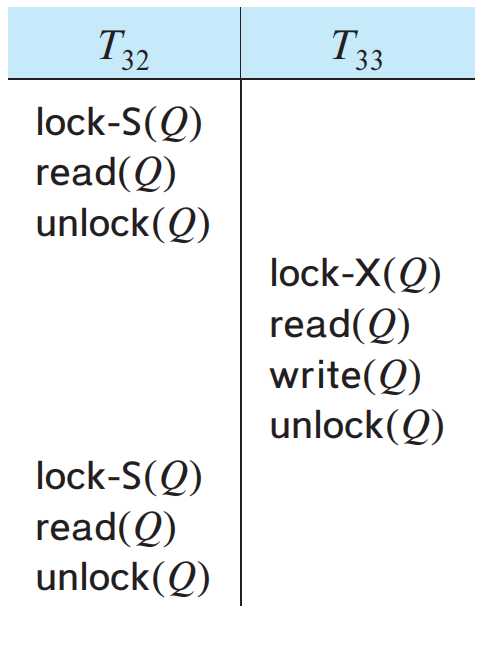 T32 T33
lock-S(Q)
read(Q)
unlock(Q)
lock-X(Q)
read(Q)
write(Q)
unlock(Q)
lock-S(Q)
read(Q)
unlock(Q)